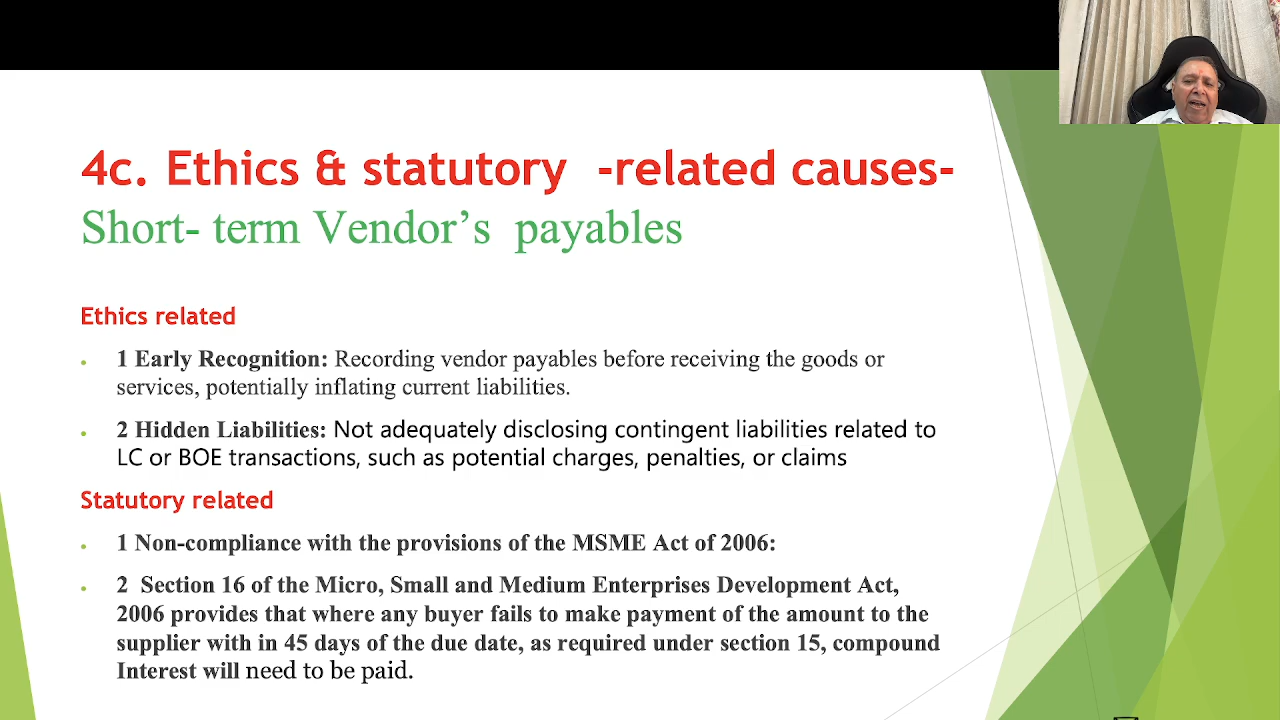 4c. Ethics & statutory -related causes-
Short- term Vendor’s payables
Ethics related
1 Early Recognition: Recording vendor payables before receiving the goods or
services, potentially inflating current liabilities.
2 Hidden Liabilities: Not adequately disclosing contingent liabilities related to
LC or BOE transactions, such as potential charges, penalties, or claims
Statutory related
1 Non-compliance with the provisions of the MSME Act of 2006:
2 Section 16 of the Micro, Small and Medium Enterprises Development Act,
2006 provides that where any buyer fails to make payment of the amount to the
supplier with in 45 days of the due date, as required under section 15, compound
Interest will need to be paid.